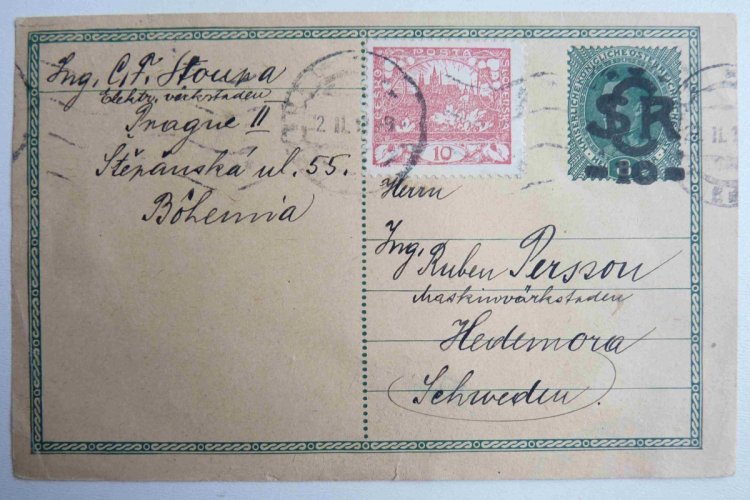 Ing. C. F. Stoupa
Elektr. värkstaden
Prague II
Štěpánská ul. 55.
Bôhemia
POSTA
10
ČSR
-10-
Herrn
Ing. Ruben Persson
Maskinvärkstaden
Hedemora
Schweden.